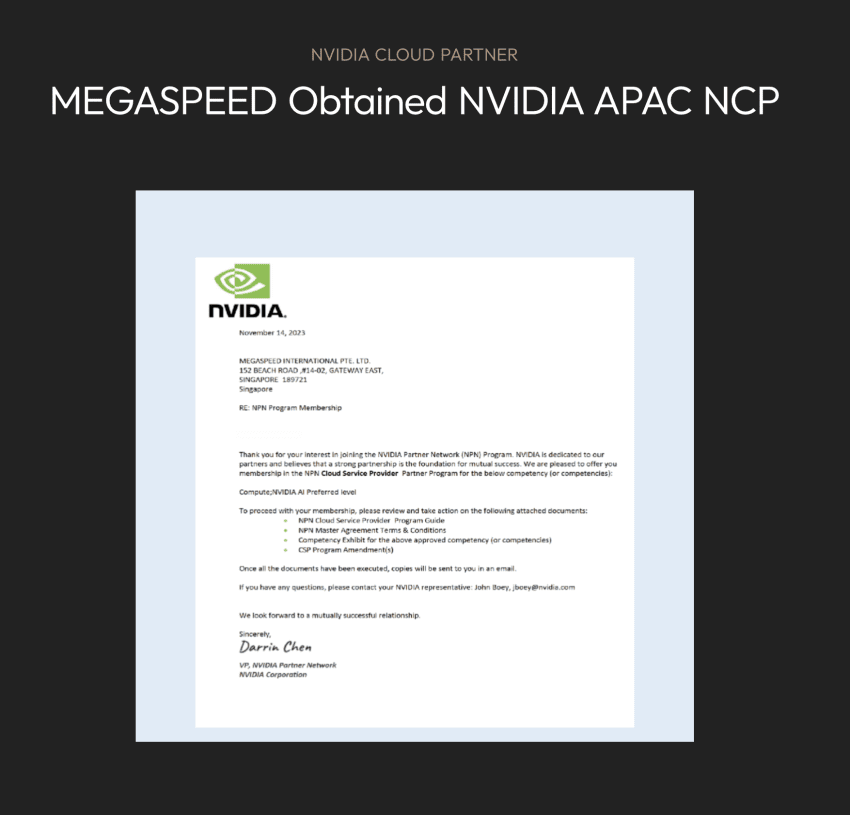 NVIDIA CLOUD PARTNER
MEGASPEED Obtained NVIDIA APAC NCP
NVIDIA.
November 14, 2023
MEGASPEED INTERNATIONAL PTE. LTD.
152 BEACH ROAD ,#14-02, GATEWAY EAST,
SINGAPORE 189721
Singapore
RE: NPN Program Membership
Thank you for your interest in joining the NVIDIA Partner Network (NPN) Program. NVIDIA is dedicated to our
partners and believes that a strong partnership is the foundation for mutual success. We are pleased to offer you
membership in the NPN Cloud Service Provider Partner Program for the below competency (or competencies):
Compute;NVIDIA AI Preferred level
To proceed with your membership, please review and take action on the following attached documents:
• NPN Cloud Service Provider Program Guide
• NPN Master Agreement Terms & Conditions
• Competency Exhibit for the above approved competency (or competencies)
• CSP Program Amendment(s)
Once all the documents have been executed, copies will be sent to you in an email.
If you have any questions, please contact your NVIDIA representative: John Boey, jboey@nvidia.com
We look forward to a mutually successful relationship.
Sincerely,
Darrin Chen
VP, NVIDIA Partner Network
NVIDIA Corporation